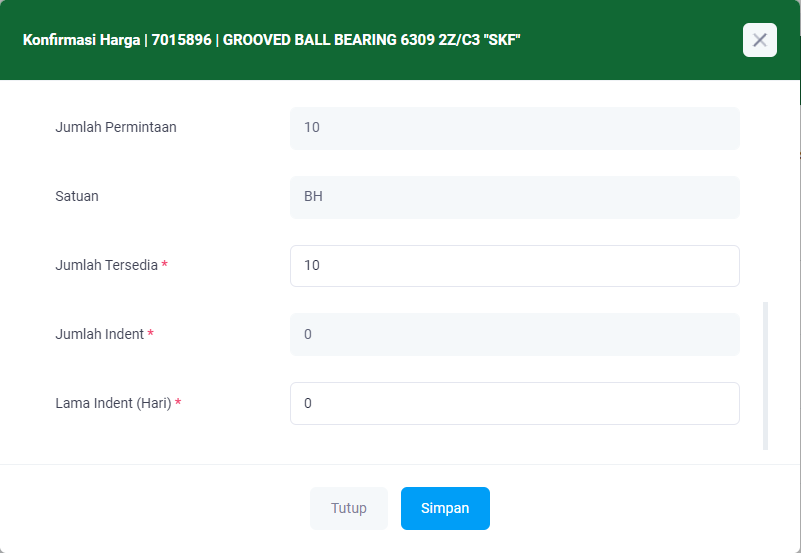 Konfirmasi Harga | 7015896 | GROOVED BALL BEARING 6309 2Z/C3 "SKF"
Jumlah Permintaan 10
Satuan BH
Jumlah Tersedia * 10
Jumlah Indent * 0
Lama Indent (Hari) * 0
Tutup Simpan